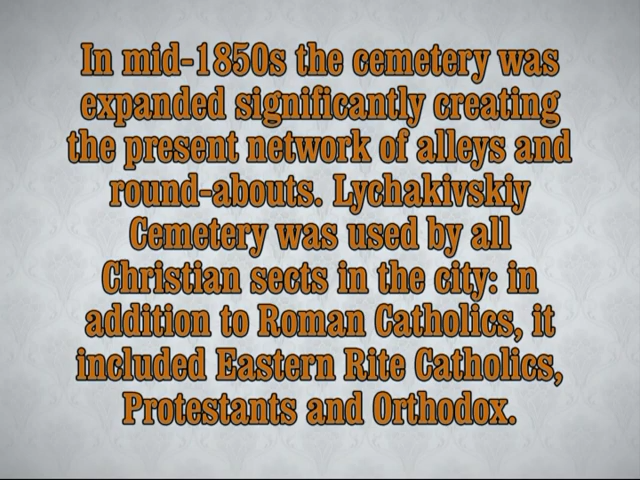 In mid-1850s the cemetery was
expanded significantly creating
the present network of alleys and
round-abouts. Lychakivskiy
Cemetery was used by all
Christian sects in the city: in
addition to Roman Catholics, it
included Eastern Rite Catholics,
Protestants and Orthodox.